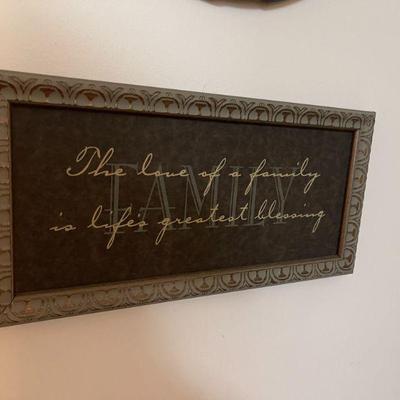 The love of a family
FAMILY
is life's greatest blessing